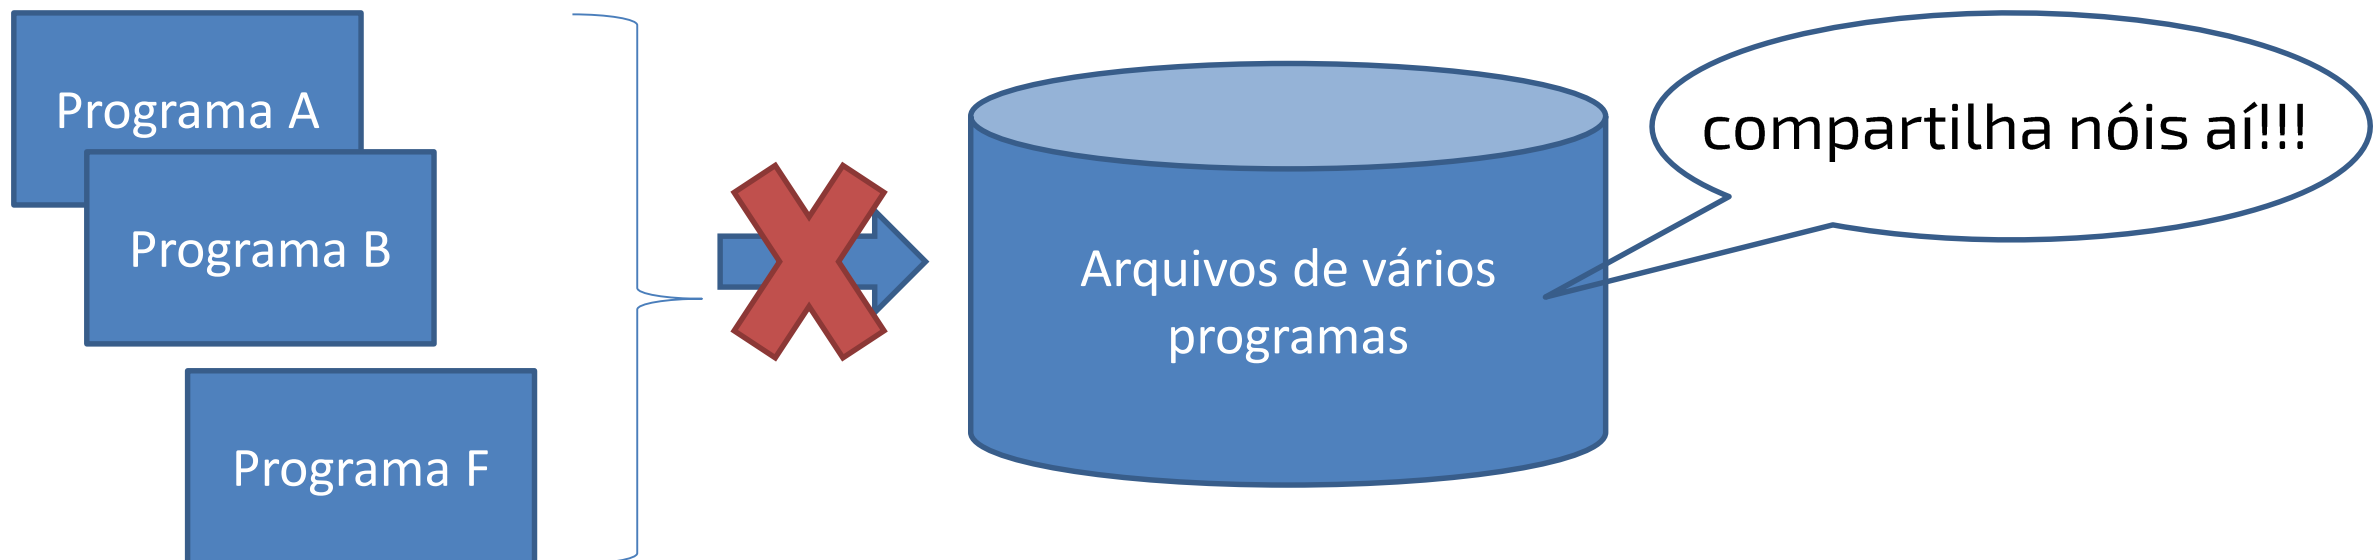 Programa A
Programa B
Programa F
Arquivos de vários
programas
compartilha nóis aí!!!